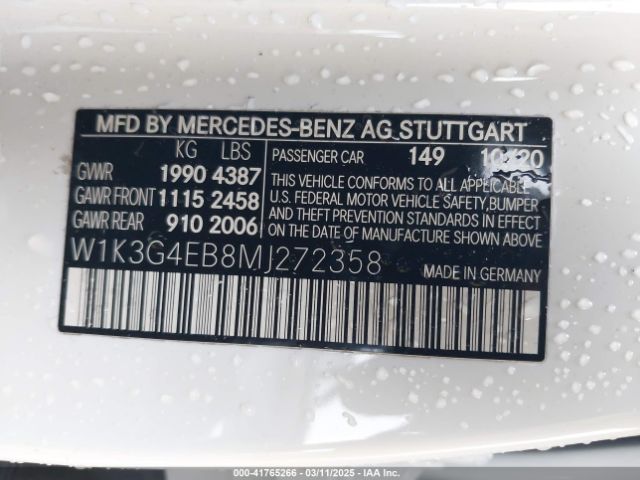 MFD BY MERCEDES-BENZ AG STUTTGART
KG LBS
GVWR 1990 4387
GAWR FRONT 1115 2458
GAWR REAR 910 2006
PASSENGER CAR 149 10/20
THIS VEHICLE CONFORMS TO ALL APPLICABLE
U.S. FEDERAL MOTOR VEHICLE SAFETY,BUMPER
AND THEFT PREVENTION STANDARDS IN EFFECT
ON THE DATE OF MANUFACTURE SHOWN ABOVE
W1K3G4EB8MJ272358
MADE IN GERMANY
© - 41765266 - 03/11/2025 - IAA Inc.